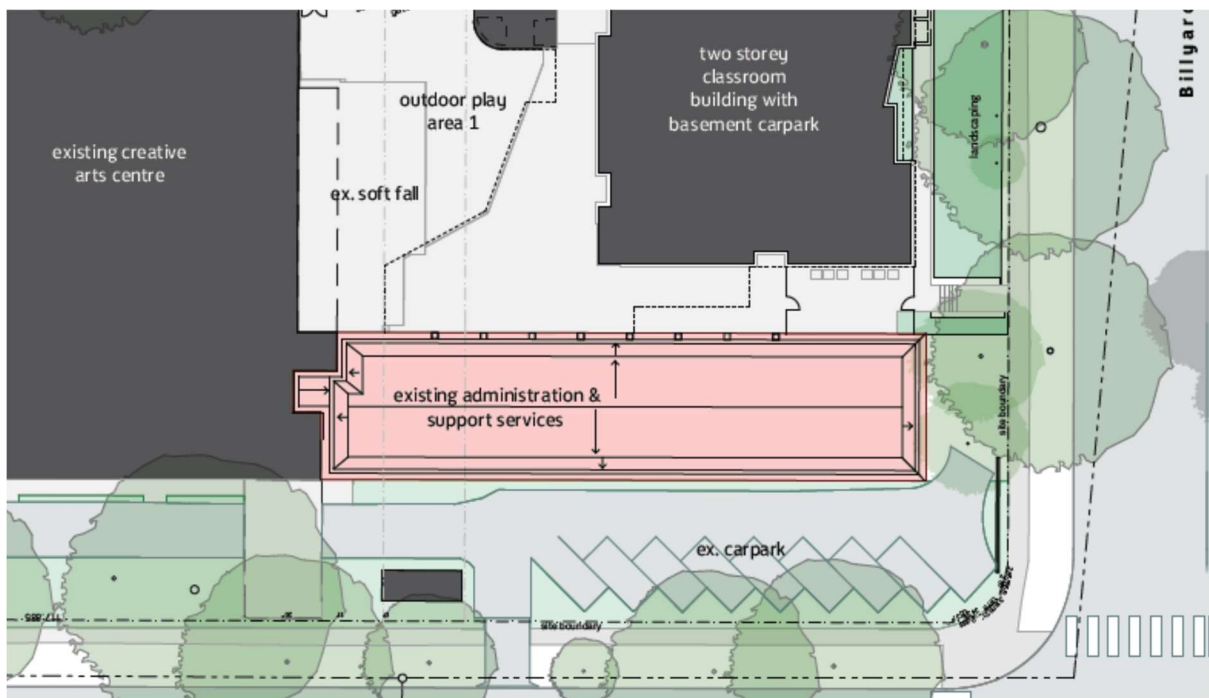 Billyard
two storey
classroom
building with
basement carpark
outdoor play
area 1
landscaping
existing creative
arts centre
ex. soft fall
existing administration &
support services
site boundary
ex. carpark
site boundary